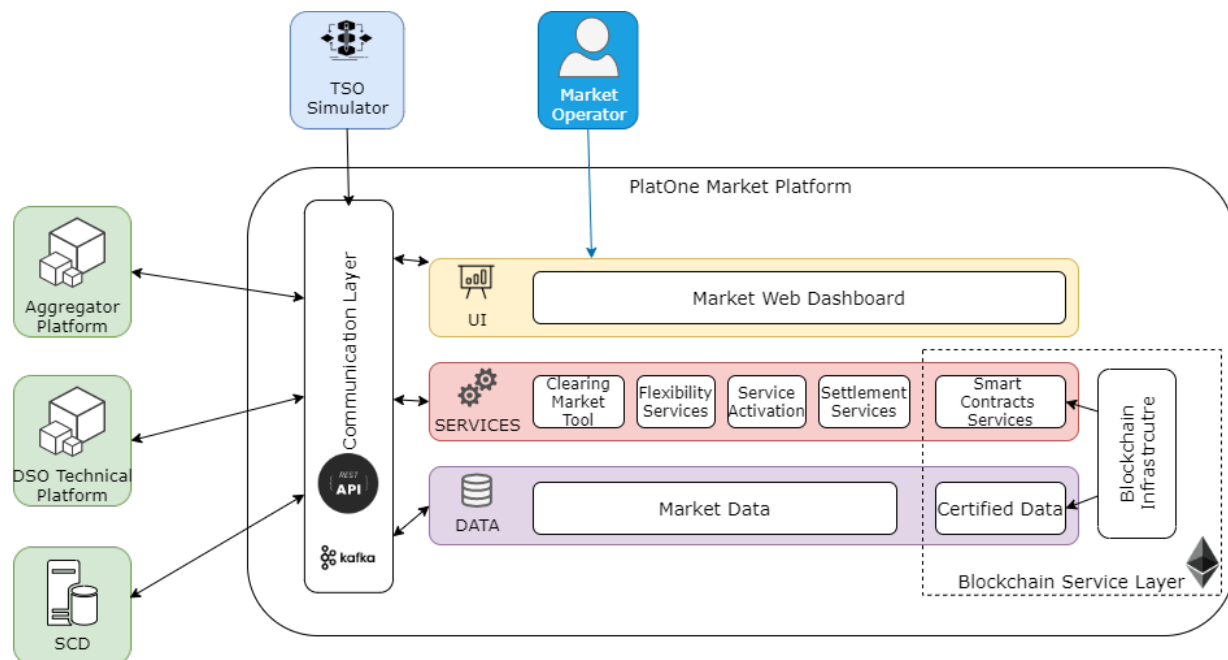 TSO
Simulator
Market
Operator
PlatOne Market Platform
Aggregator
Platform
DSO Technical
Platform
SCD
Communication Layer
REST
API
kafka
UI
Market Web Dashboard
SERVICES
Clearing
Market
Tool
Flexibility
Services
Service
Activation
Settlement
Services
Smart
Contracts
Services
DATA
Market Data
Certified Data
Blockchain
Infrastrcutre
Blockchain Service Layer